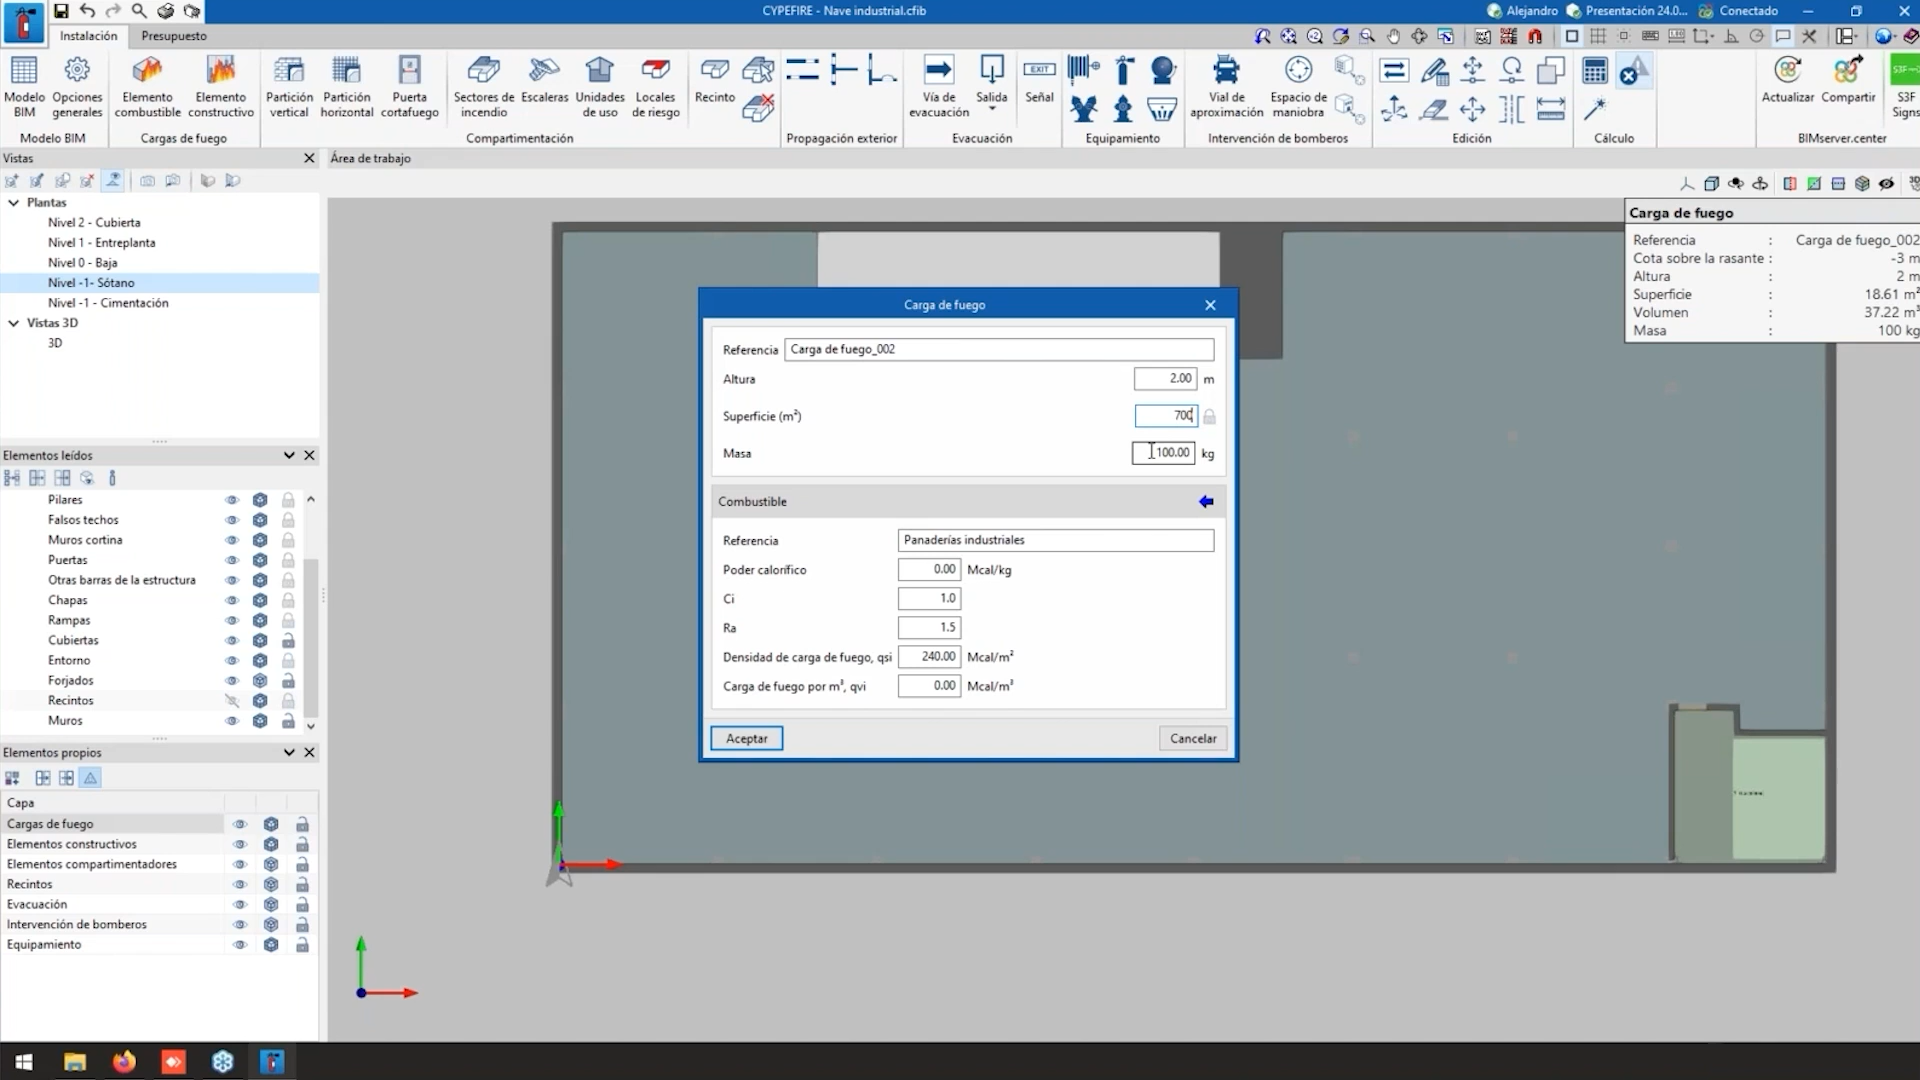 CYPEFIRE - Nave industrial.cfib
Alejandro
Presentación 24.0...
Conectado
Instalación
Presupuesto
Modelo BIM
Opciones generales
Modelo BIM
Elemento combustible
Elemento constructivo
Cargas de fuego
Partición vertical
Partición horizontal
Puerta cortafuego
Sectores de incendio
Escaleras
Unidades de uso
Locales de riesgo
Recinto
Compartimentación
Propagación exterior
Vía de evacuación
Salida
EXIT
Señal
Evacuación
Equipamiento
Vial de aproximación
Espacio de maniobra
Intervención de bomberos
Edición
Cálculo
Actualizar
Compartir
S3F Signs
BIMserver.center
Vistas
Área de trabajo
Plantas
Nivel 2 - Cubierta
Nivel 1 - Entreplanta
Nivel 0 - Baja
Nivel -1- Sótano
Nivel -1 - Cimentación
Vistas 3D
3D
Elementos leídos
Pilares
Falsos techos
Muros cortina
Puertas
Otras barras de la estructura
Chapas
Rampas
Cubiertas
Entorno
Forjados
Recintos
Muros
Elementos propios
Capa
Cargas de fuego
Elementos constructivos
Elementos compartimentadores
Recintos
Evacuación
Intervención de bomberos
Equipamiento
Carga de fuego
Referencia : Carga de fuego_002
Cota sobre la rasante : -3 m
Altura : 2 m
Superficie : 18.61 m²
Volumen : 37.22 m³
Masa : 100 kg
Carga de fuego
Referencia Carga de fuego_002
Altura 2.00 m
Superficie (m²) 700
Masa 100.00 kg
Combustible
Referencia Panaderías industriales
Poder calorífico 0.00 Mcal/kg
Ci 1.0
Ra 1.5
Densidad de carga de fuego, qsi 240.00 Mcal/m²
Carga de fuego por m³, qvi 0.00 Mcal/m³
Aceptar
Cancelar